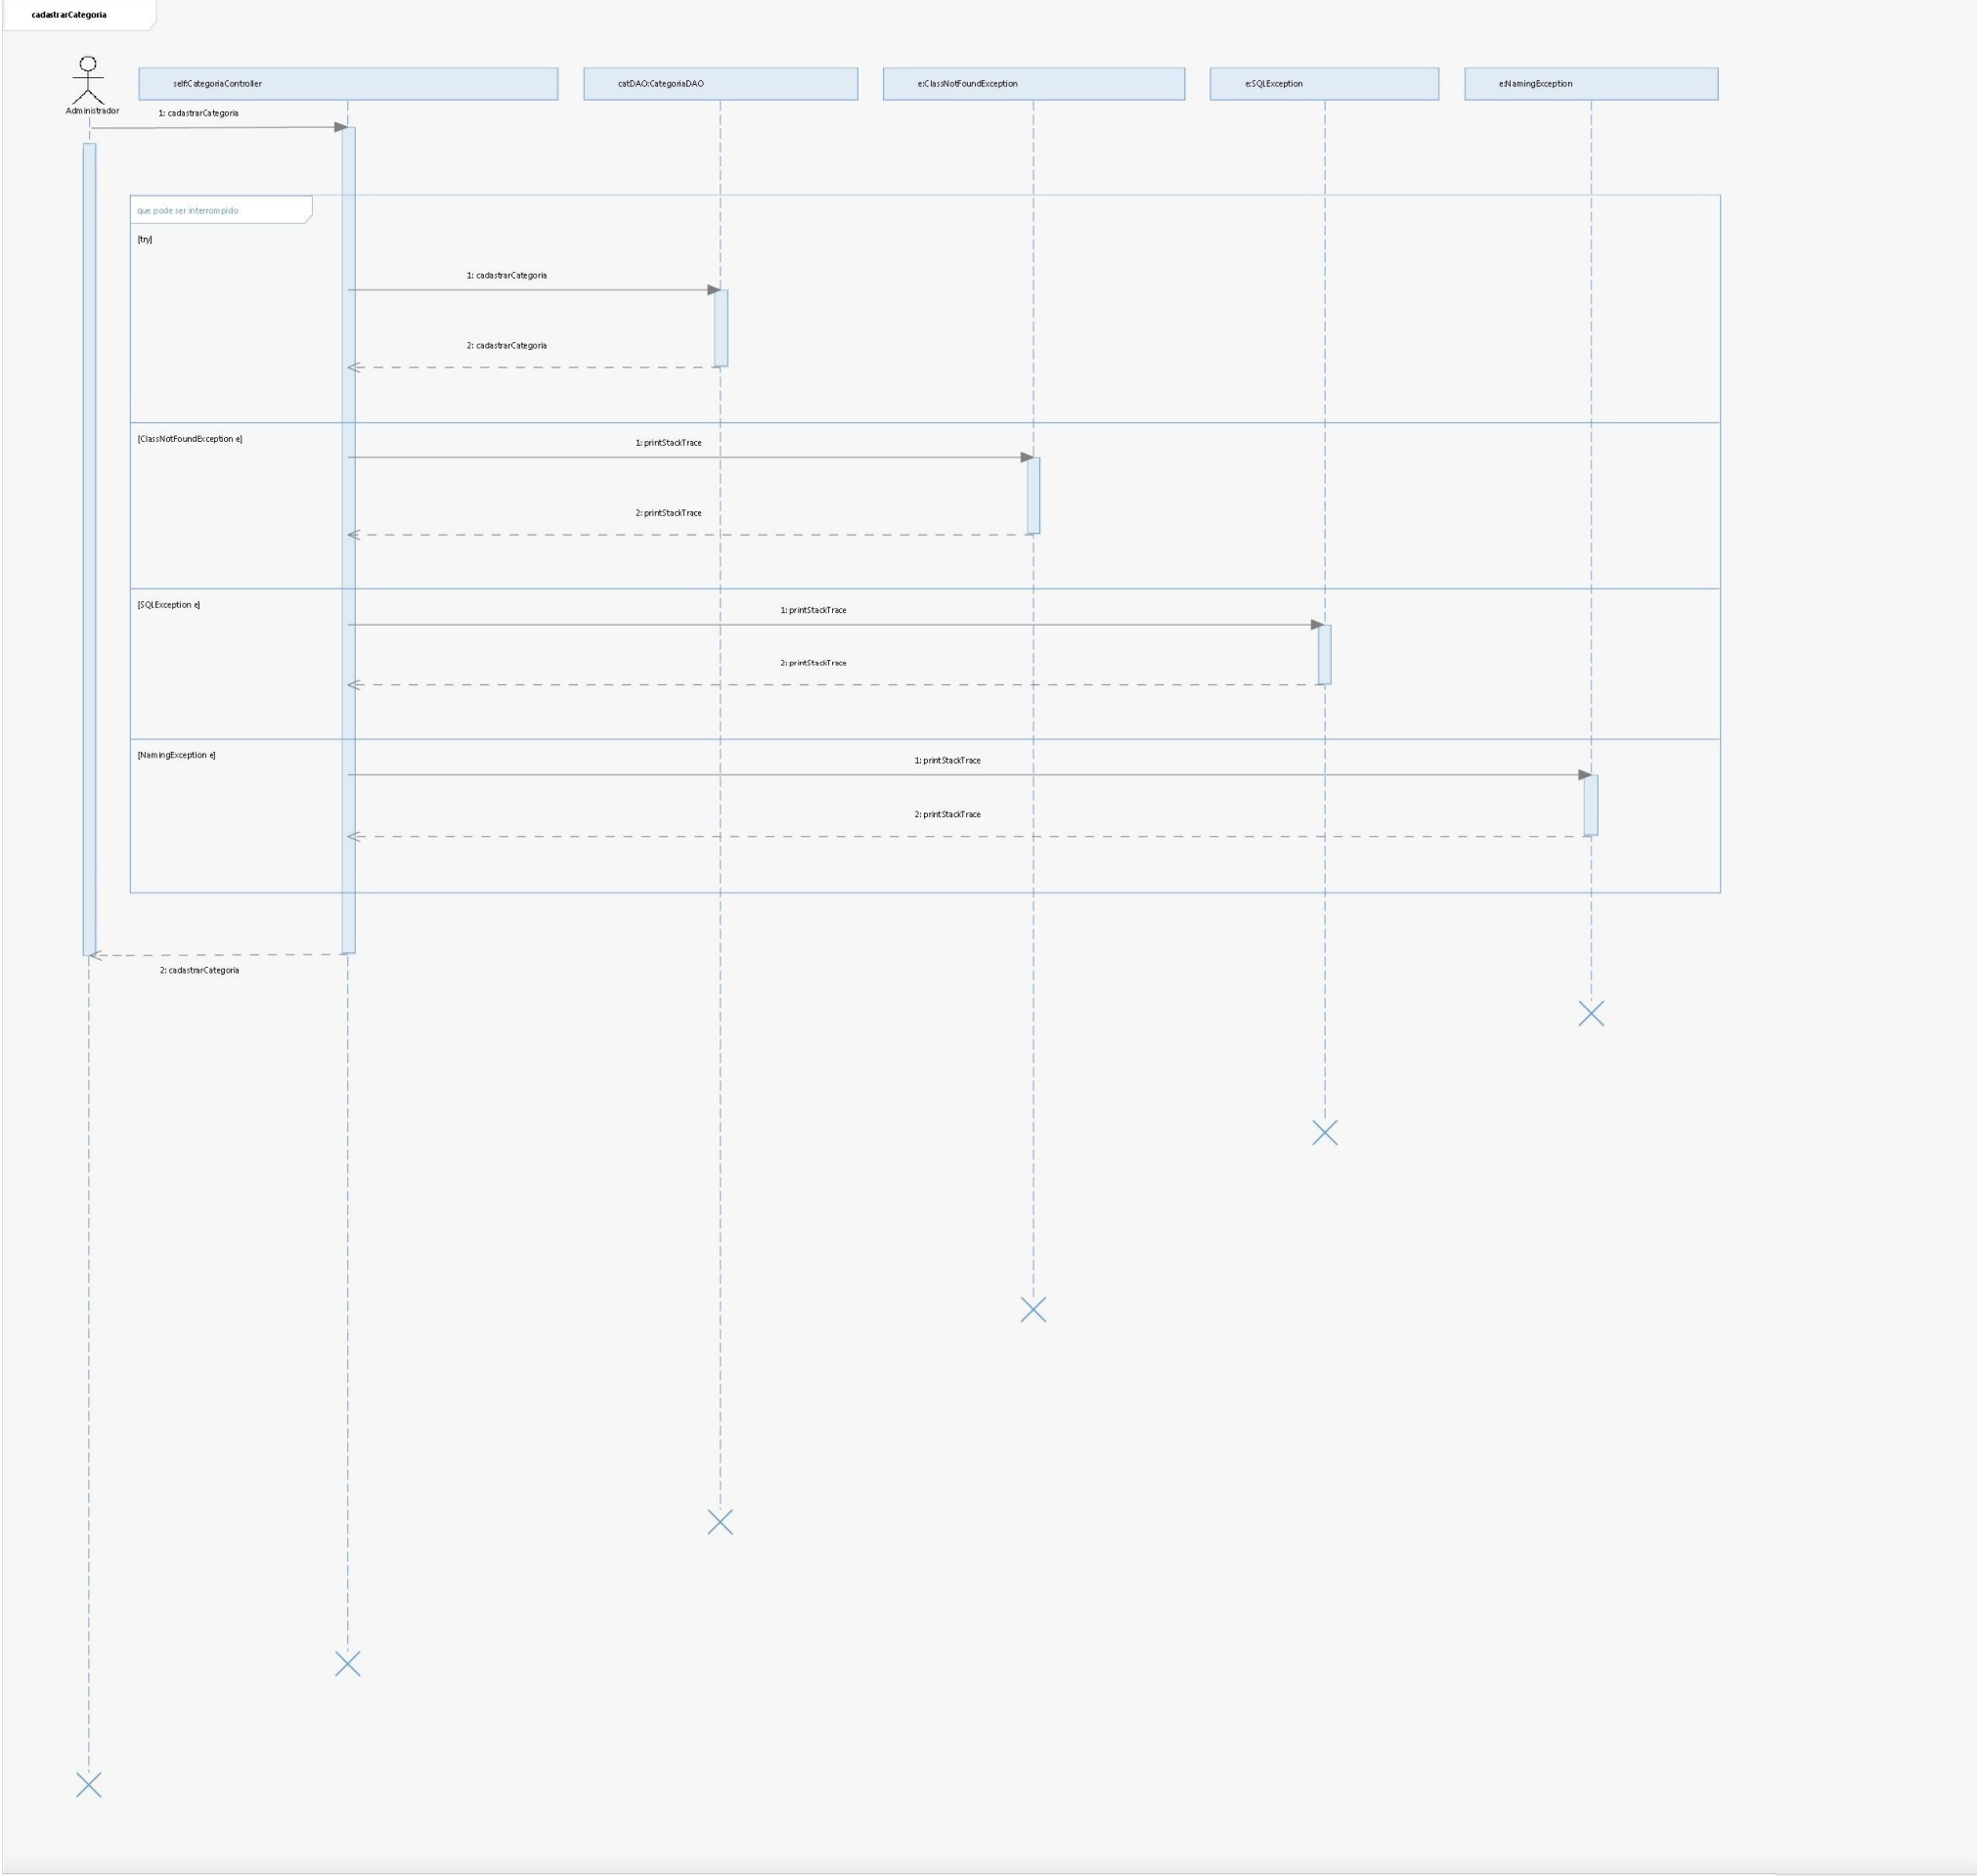 cadastrarCategoria
Administrador
self:CategoriaController
catDAO:CategoriaDAO
e:ClassNotFoundException
e:SQLException
e:NamingException
1: cadastrarCategoria
que pode ser interrompido
[try]
1: cadastrarCategoria
2: cadastrarCategoria
[ClassNotFoundException e]
1: printStackTrace
2: printStackTrace
[SQLException e]
1: printStackTrace
2: printStackTrace
[NamingException e]
1: printStackTrace
2: printStackTrace
2: cadastrarCategoria